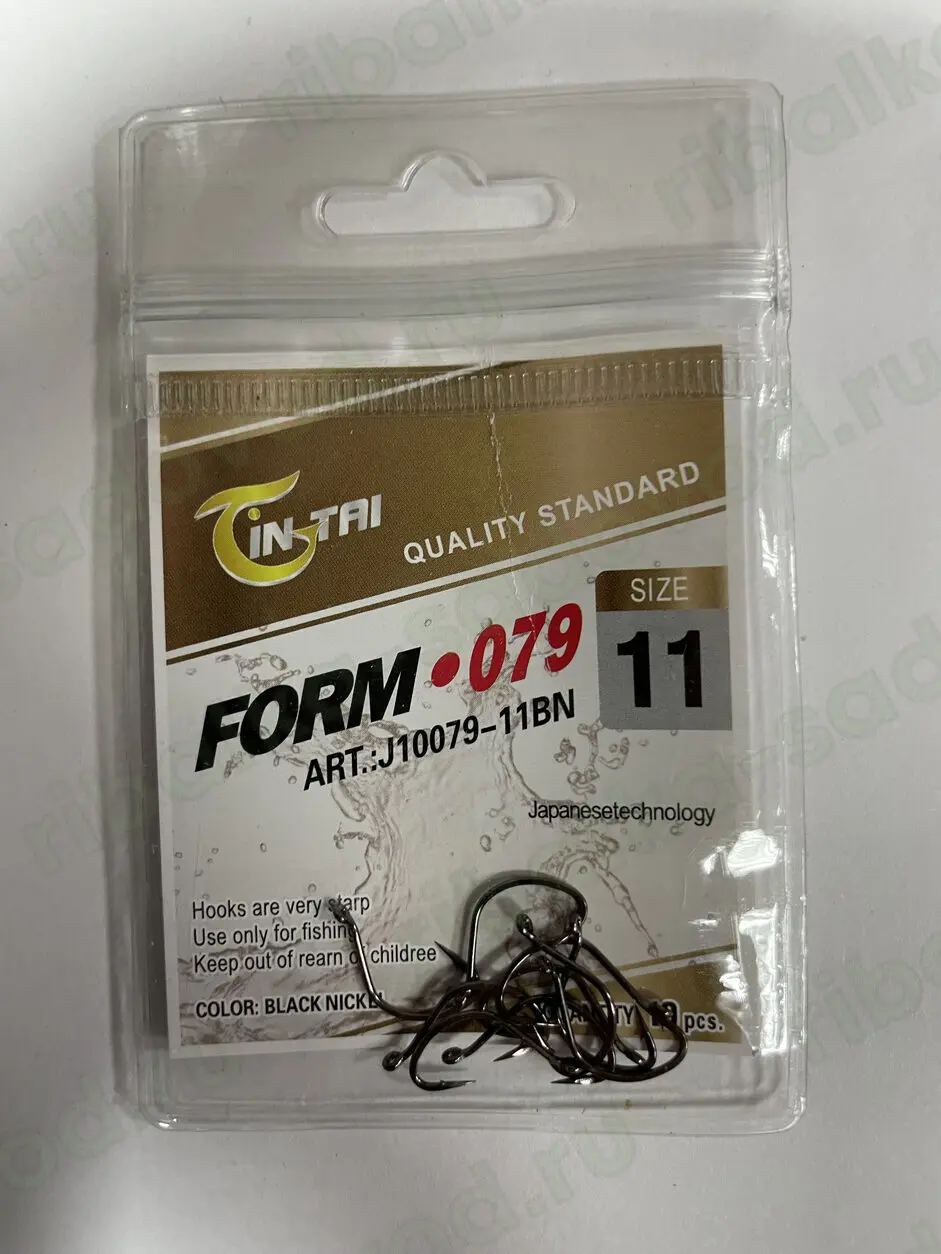 TIN-TAI
QUALITY STANDARD
SIZE
11
FORM•079
ART.:J10079-11BN
Japanesetechnology
Hooks are very starp
Use only for fishing
Keep out of rearn of childree
COLOR: BLACK NICKEL
pcs.